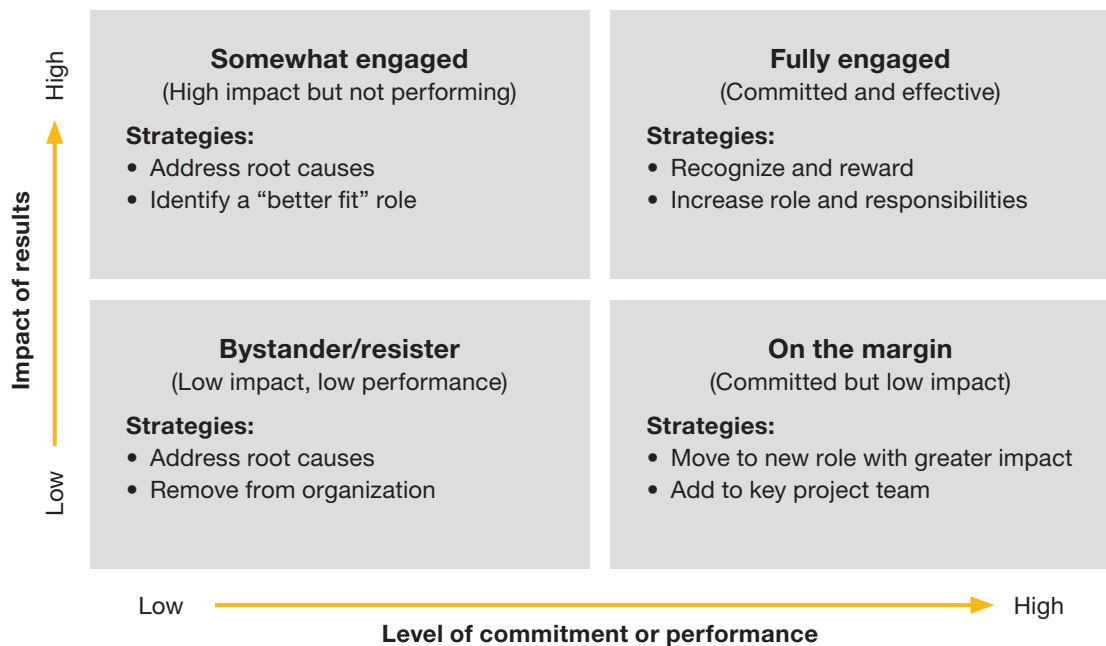 Impact of results
High
Low
Somewhat engaged
(High impact but not performing)
Strategies:
• Address root causes
• Identify a “better fit” role
Fully engaged
(Committed and effective)
Strategies:
• Recognize and reward
• Increase role and responsibilities
Bystander/resister
(Low impact, low performance)
Strategies:
• Address root causes
• Remove from organization
On the margin
(Committed but low impact)
Strategies:
• Move to new role with greater impact
• Add to key project team
Low
High
Level of commitment or performance